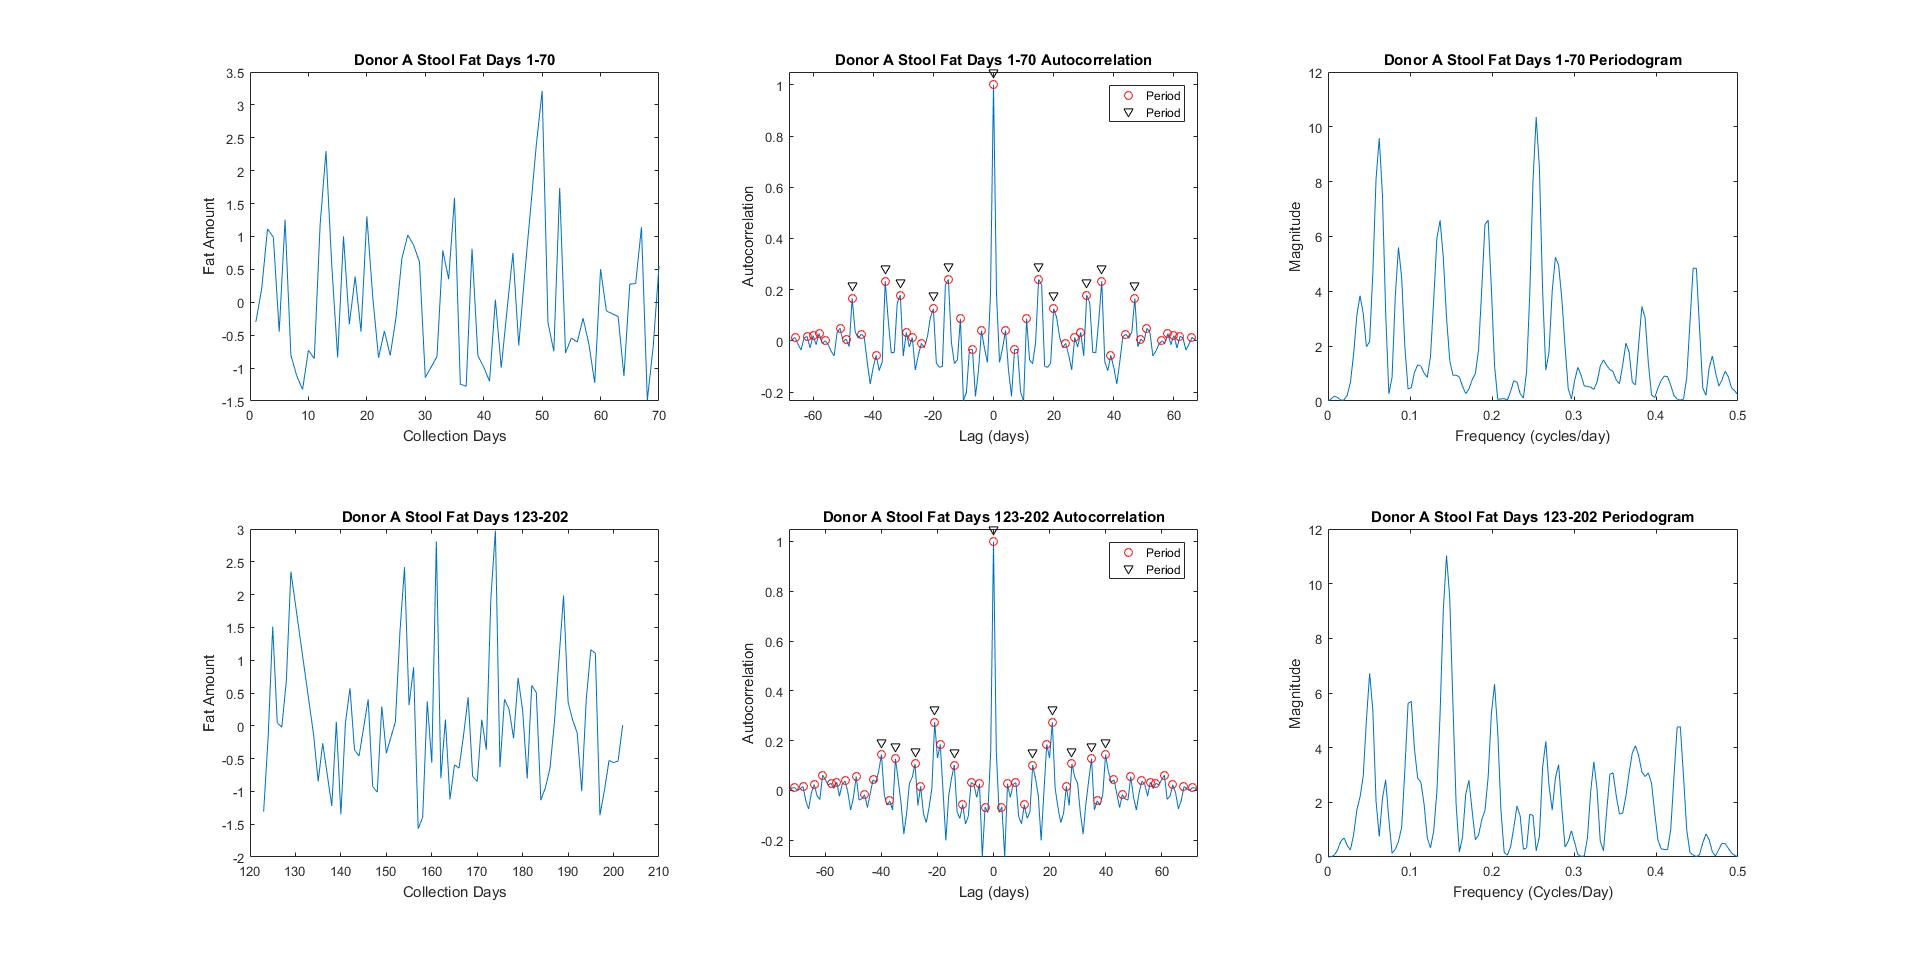 Donor A Stool Fat Days 1-70
3.5
3
2.5
2
1.5
1
0.5
0
-0.5
-1
-1.5
Fat Amount
0 10 20 30 40 50 60 70
Collection Days
Donor A Stool Fat Days 1-70 Autocorrelation
1
0.8
0.6
0.4
0.2
0
-0.2
Autocorrelation
Period
Period
-60 -40 -20 0 20 40 60
Lag (days)
Donor A Stool Fat Days 1-70 Periodogram
12
10
8
6
4
2
0
Magnitude
0 0.1 0.2 0.3 0.4 0.5
Frequency (cycles/day)
Donor A Stool Fat Days 123-202
3
2.5
2
1.5
1
0.5
0
-0.5
-1
-1.5
-2
Fat Amount
120 130 140 150 160 170 180 190 200 210
Collection Days
Donor A Stool Fat Days 123-202 Autocorrelation
1
0.8
0.6
0.4
0.2
0
-0.2
Autocorrelation
Period
Period
-60 -40 -20 0 20 40 60
Lag (days)
Donor A Stool Fat Days 123-202 Periodogram
12
10
8
6
4
2
0
Magnitude
0 0.1 0.2 0.3 0.4 0.5
Frequency (Cycles/Day)